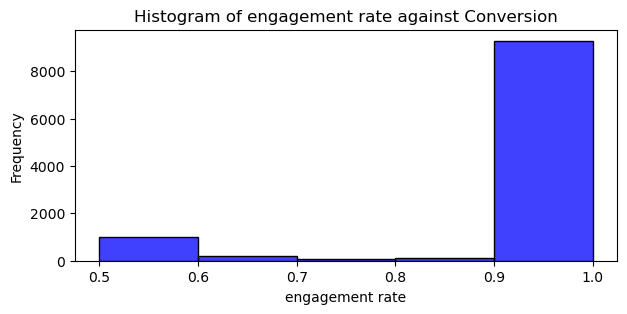 Histogram of engagement rate against Conversion
Frequency
8000
6000
4000
2000
0
0.5 0.6 0.7 0.8 0.9 1.0
engagement rate